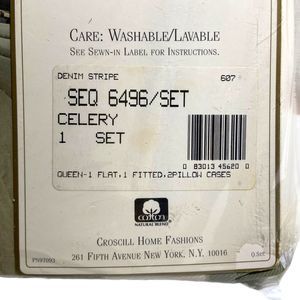 CARE: WASHABLE/LAVABLE
SEE SEWN-IN LABEL FOR INSTRUCTIONS.
DENIM STRIPE 607
SEQ 6496/SET
CELERY
1 SET
0 83013 45620 0
QUEEN-1 FLAT,1 FITTED,2PILLOW CASES
COTTON
NATURAL BLEND
CROSCILL HOME FASHIONS
PN97093 261 FIFTH AVENUE NEW YORK, N.Y. 10016 Q.Set